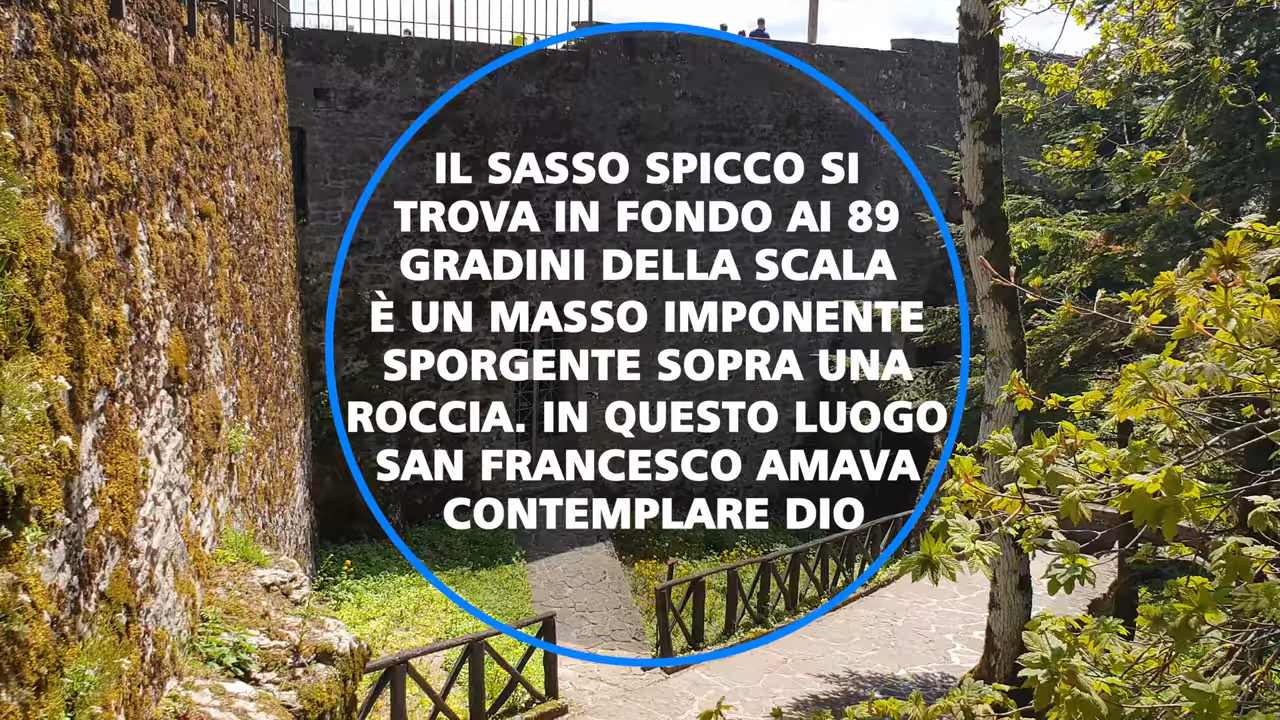 IL SASSO SPICCO SI
TROVA IN FONDO AI 89
GRADINI DELLA SCALA
È UN MASSO IMPONENTE
SPORGENTE SOPRA UNA
ROCCIA. IN QUESTO LUOGO
SAN FRANCESCO AMAVA
CONTEMPLARE DIO